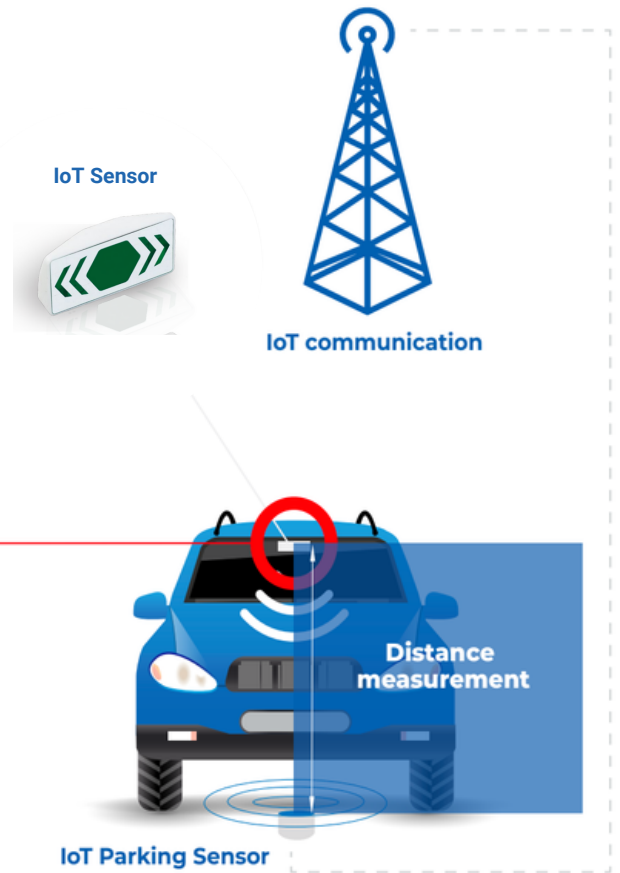 IoT Sensor
IoT communication
Distance
measurement
IoT Parking Sensor